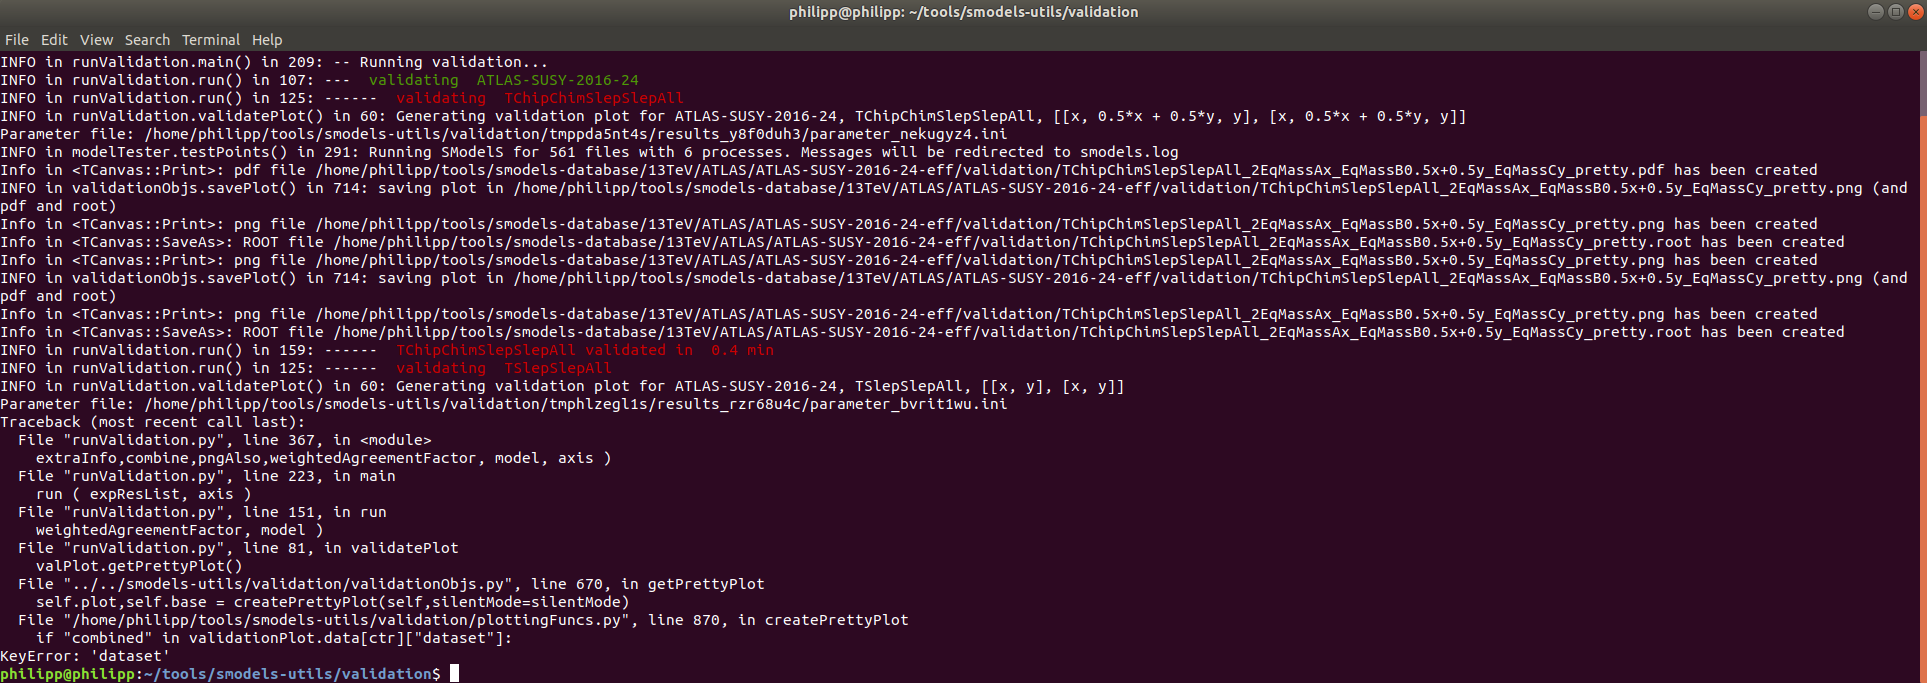 philipp@philipp: ~/tools/smodels-utils/validation
File Edit View Search Terminal Help
INFO in runValidation.main() in 209: -- Running validation...
INFO in runValidation.run() in 107: ---  validating  ATLAS-SUSY-2016-24
INFO in runValidation.run() in 125: ------  validating  TChipChimSlepSlepAll
INFO in runValidation.validatePlot() in 60: Generating validation plot for ATLAS-SUSY-2016-24, TChipChimSlepSlepAll, [[x, 0.5*x + 0.5*y, y], [x, 0.5*x + 0.5*y, y]]
Parameter file: /home/philipp/tools/smodels-utils/validation/tmppda5nt4s/results_y8f0duh3/parameter_nekugyz4.ini
INFO in modelTester.testPoints() in 291: Running SModelS for 561 files with 6 processes. Messages will be redirected to smodels.log
Info in <TCanvas::Print>: pdf file /home/philipp/tools/smodels-database/13TeV/ATLAS/ATLAS-SUSY-2016-24-eff/validation/TChipChimSlepSlepAll_2EqMassAx_EqMassB0.5x+0.5y_EqMassCy_pretty.pdf has been created
INFO in validationObjs.savePlot() in 714: saving plot in /home/philipp/tools/smodels-database/13TeV/ATLAS/ATLAS-SUSY-2016-24-eff/validation/TChipChimSlepSlepAll_2EqMassAx_EqMassB0.5x+0.5y_EqMassCy_pretty.png (and
pdf and root)
Info in <TCanvas::Print>: png file /home/philipp/tools/smodels-database/13TeV/ATLAS/ATLAS-SUSY-2016-24-eff/validation/TChipChimSlepSlepAll_2EqMassAx_EqMassB0.5x+0.5y_EqMassCy_pretty.png has been created
Info in <TCanvas::SaveAs>: ROOT file /home/philipp/tools/smodels-database/13TeV/ATLAS/ATLAS-SUSY-2016-24-eff/validation/TChipChimSlepSlepAll_2EqMassAx_EqMassB0.5x+0.5y_EqMassCy_pretty.root has been created
Info in <TCanvas::Print>: png file /home/philipp/tools/smodels-database/13TeV/ATLAS/ATLAS-SUSY-2016-24-eff/validation/TChipChimSlepSlepAll_2EqMassAx_EqMassB0.5x+0.5y_EqMassCy_pretty.png has been created
INFO in validationObjs.savePlot() in 714: saving plot in /home/philipp/tools/smodels-database/13TeV/ATLAS/ATLAS-SUSY-2016-24-eff/validation/TChipChimSlepSlepAll_2EqMassAx_EqMassB0.5x+0.5y_EqMassCy_pretty.png (and
pdf and root)
Info in <TCanvas::Print>: png file /home/philipp/tools/smodels-database/13TeV/ATLAS/ATLAS-SUSY-2016-24-eff/validation/TChipChimSlepSlepAll_2EqMassAx_EqMassB0.5x+0.5y_EqMassCy_pretty.png has been created
Info in <TCanvas::SaveAs>: ROOT file /home/philipp/tools/smodels-database/13TeV/ATLAS/ATLAS-SUSY-2016-24-eff/validation/TChipChimSlepSlepAll_2EqMassAx_EqMassB0.5x+0.5y_EqMassCy_pretty.root has been created
INFO in runValidation.run() in 159: ------  TChipChimSlepSlepAll validated in  0.4 min
INFO in runValidation.run() in 125: ------  validating  TSlepSlepAll
INFO in runValidation.validatePlot() in 60: Generating validation plot for ATLAS-SUSY-2016-24, TSlepSlepAll, [[x, y], [x, y]]
Parameter file: /home/philipp/tools/smodels-utils/validation/tmphlzegl1s/results_rzr68u4c/parameter_bvrit1wu.ini
Traceback (most recent call last):
  File "runValidation.py", line 367, in <module>
    extraInfo,combine,pngAlso,weightedAgreementFactor, model, axis )
  File "runValidation.py", line 223, in main
    run ( expResList, axis )
  File "runValidation.py", line 151, in run
    weightedAgreementFactor, model )
  File "runValidation.py", line 81, in validatePlot
    valPlot.getPrettyPlot()
  File "../../smodels-utils/validation/validationObjs.py", line 670, in getPrettyPlot
    self.plot,self.base = createPrettyPlot(self,silentMode=silentMode)
  File "/home/philipp/tools/smodels-utils/validation/plottingFuncs.py", line 870, in createPrettyPlot
    if "combined" in validationPlot.data[ctr]["dataset"]:
KeyError: 'dataset'
philipp@philipp:~/tools/smodels-utils/validation$